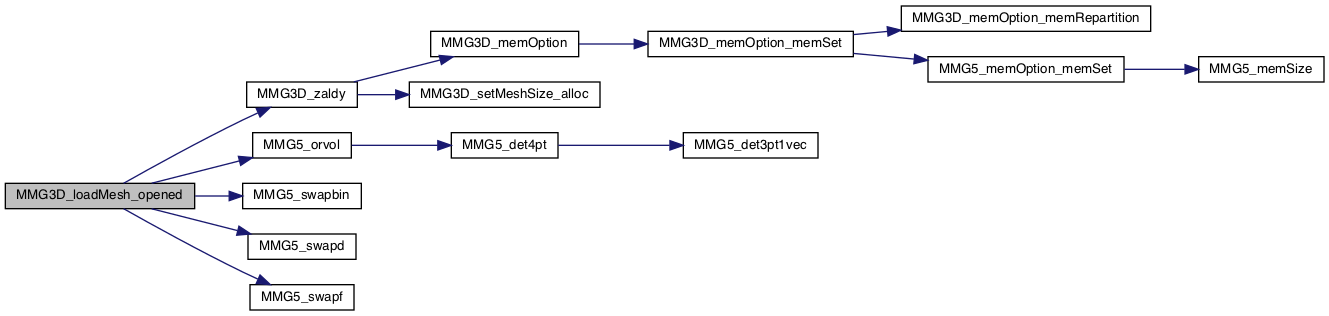 MMG3D_memOption_memRepartition
MMG3D_memOption
MMG3D_memOption_memSet
MMG5_memOption_memSet
MMG5_memSize
MMG3D_zaldy
MMG3D_setMeshSize_alloc
MMG5_orvol
MMG5_det4pt
MMG5_det3pt1vec
MMG3D_loadMesh_opened
MMG5_swapbin
MMG5_swapd
MMG5_swapf